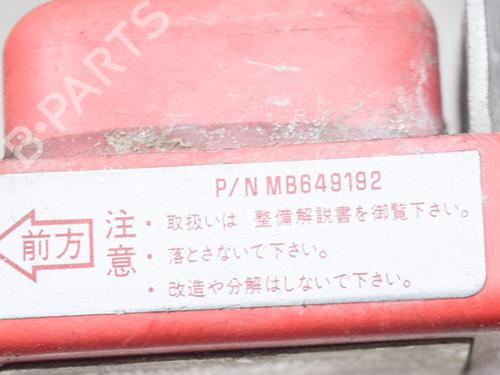 B-PARTS
P/N MB649192
前方
注意
・取扱いは 整備解説書を御覧下さい。
・落とさないで下さい。
・改造や分解はしないで下さい。